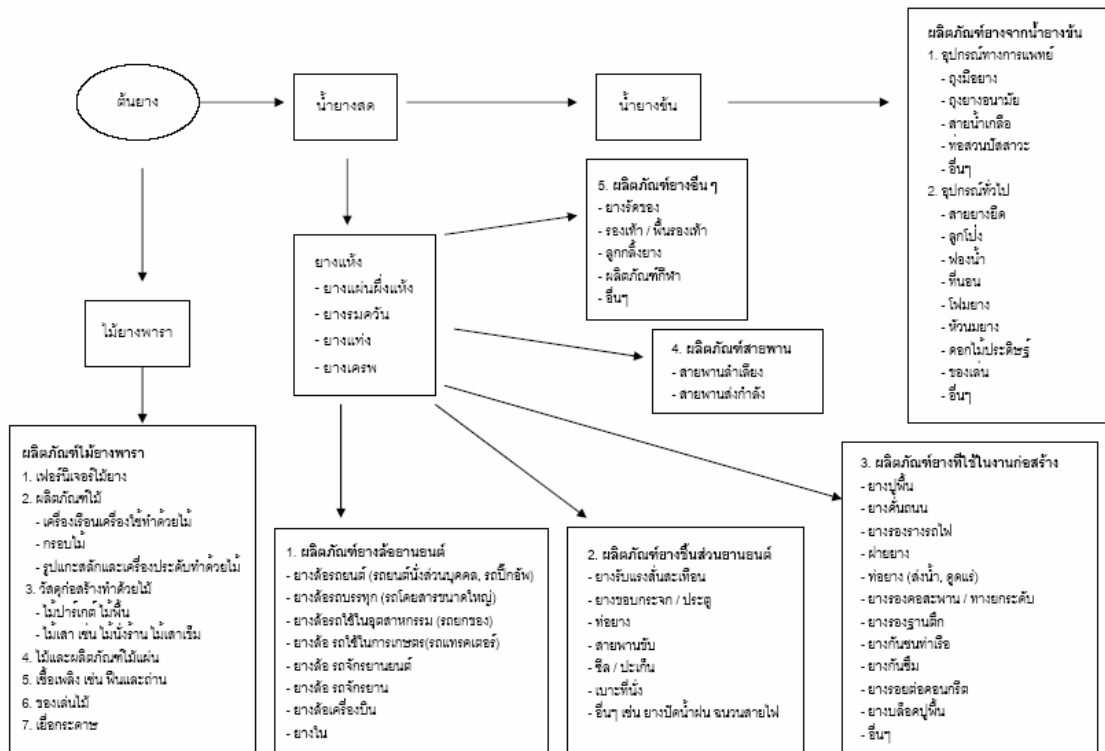 ต้นยาง
น้ำยางสด
น้ำยางข้น
ผลิตภัณฑ์ยางจากน้ำยางข้น
1. อุปกรณ์ทางการแพทย์
- ถุงมือยาง
- ถุงยางอนามัย
- สายน้ำเกลือ
- ท่อสวนปัสสาวะ
- อื่นๆ
2. อุปกรณ์ทั่วไป
- สายยางยืด
- ลูกโป่ง
- ฟองน้ำ
- ที่นอน
- โฟมยาง
- หัวนมยาง
- ดอกไม้ประดิษฐ์
- ของเล่น
- อื่นๆ
5. ผลิตภัณฑ์ยางอื่นๆ
- ยางรัดของ
- รองเท้า / พื้นรองเท้า
- ลูกกลิ้งยาง
- ผลิตภัณฑ์กีฬา
- อื่นๆ
ยางแห้ง
- ยางแผ่นผึ่งแห้ง
- ยางรมควัน
- ยางแท่ง
- ยางเครพ
ไม้ยางพารา
4. ผลิตภัณฑ์สายพาน
- สายพานลำเลียง
- สายพานส่งกำลัง
ผลิตภัณฑ์ไม้ยางพารา
1. เฟอร์นิเจอร์ไม้ยาง
2. ผลิตภัณฑ์ไม้
- เครื่องเรือนเครื่องใช้ทำด้วยไม้
- กรอบไม้
- รูปแกะสลักและเครื่องประดับทำด้วยไม้
3. วัสดุก่อสร้างทำด้วยไม้
- ไม้ปาร์เกต์ ไม้พื้น
- ไม้เสา เช่น ไม้นั่งร้าน ไม้เสาเข็ม
4. ไม้และผลิตภัณฑ์ไม้แผ่น
5. เชื้อเพลิง เช่น ฟืนและถ่าน
6. ของเล่นไม้
7. เยื่อกระดาษ
1. ผลิตภัณฑ์ยางล้อยานยนต์
- ยางล้อรถยนต์ (รถยนต์นั่งส่วนบุคคล, รถปิ๊กอัพ)
- ยางล้อรถบรรทุก (รถโดยสารขนาดใหญ่)
- ยางล้อรถใช้ในอุตสาหกรรม (รถยกของ)
- ยางล้อ รถใช้ในการเกษตร(รถแทรคเตอร์)
- ยางล้อ รถจักรยานยนต์
- ยางล้อ รถจักรยาน
- ยางล้อเครื่องบิน
- ยางใน
2. ผลิตภัณฑ์ยางชิ้นส่วนยานยนต์
- ยางรับแรงสั่นสะเทือน
- ยางขอบกระจก / ประตู
- ท่อยาง
- สายพานขับ
- ซีล / ปะเก็น
- เบาะที่นั่ง
- อื่นๆ เช่น ยางปัดน้ำฝน ฉนวนสายไฟ
3. ผลิตภัณฑ์ยางที่ใช้ในงานก่อสร้าง
- ยางปูพื้น
- ยางคั่นถนน
- ยางรองรางรถไฟ
- ฝายยาง
- ท่อยาง (ส่งน้ำ, ดูดแร่)
- ยางรองคอสะพาน / ทางยกระดับ
- ยางรองฐานตึก
- ยางกันชนท่าเรือ
- ยางกันซึม
- ยางรอยต่อคอนกรีต
- ยางบล็อคปูพื้น
- อื่นๆ